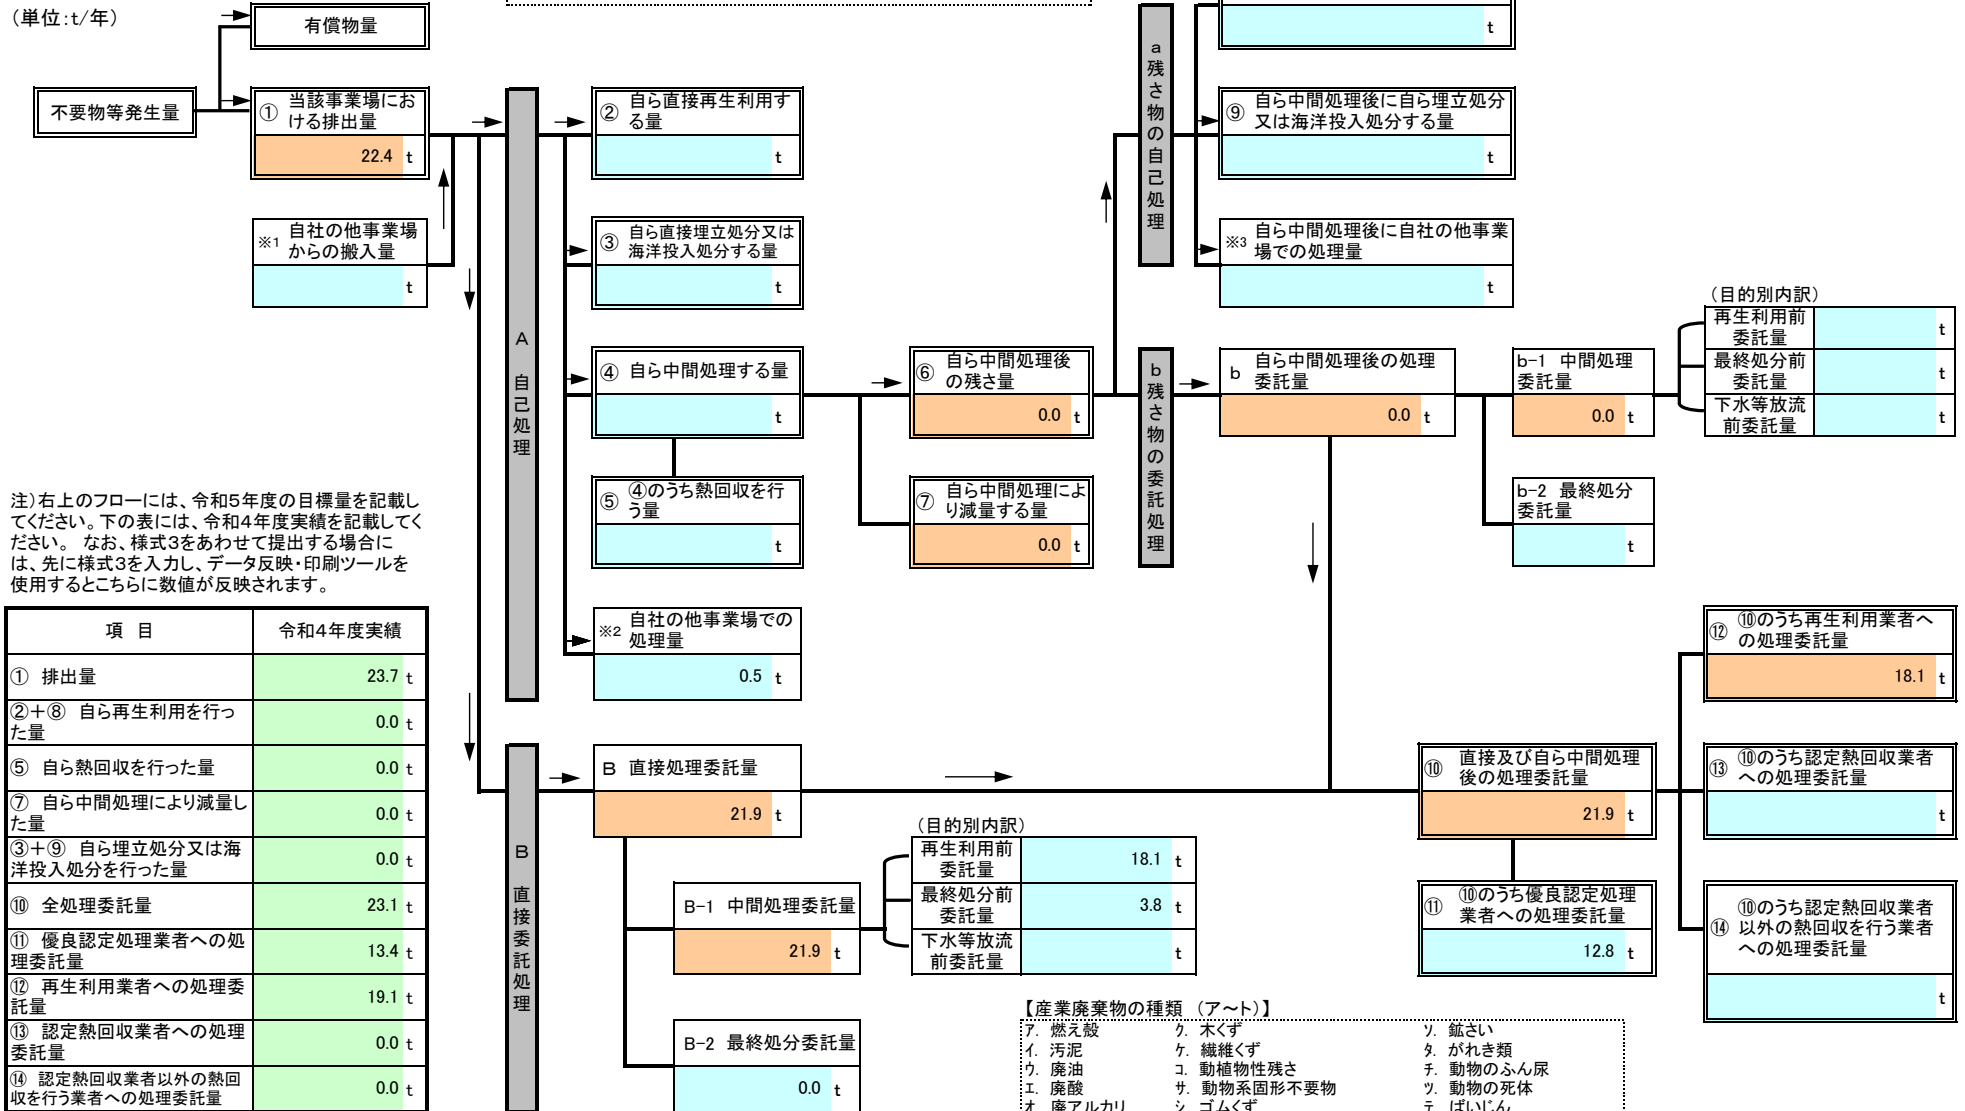 （単位：ｔ/年）
有償物量
不要物等発生量
① 当該事業場にお
ける排出量
22.4 t
※1 自社の他事業場
からの搬入量
t
A 自己処理
② 自ら直接再生利用す
る量
t
③ 自ら直接埋立処分又は
海洋投入処分する量
t
④ 自ら中間処理する量
t
⑤ ④のうち熱回収を行
う量
t
※2 自社の他事業場での
処理量
0.5 t
⑥ 自ら中間処理後
の残さ量
0.0 t
⑦ 自ら中間処理によ
り減量する量
0.0 t
a 残さ物の自己処理
t
⑨ 自ら中間処理後に自ら埋立処分
又は海洋投入処分する量
t
※3 自ら中間処理後に自社の他事業
場での処理量
t
b 残さ物の委託処理
b 自ら中間処理後の処理
委託量
0.0 t
b-1 中間処理
委託量
0.0 t
b-2 最終処分
委託量
t
（目的別内訳）
再生利用前
委託量
t
最終処分前
委託量
t
下水等放流
前委託量
t
注）右上のフローには、令和５年度の目標量を記載し
てください。下の表には、令和４年度実績を記載してく
ださい。 なお、様式３をあわせて提出する場合に
は、先に様式３を入力し、データ反映・印刷ツールを
使用するとこちらに数値が反映されます。
項 目 令和４年度実績
① 排出量 23.7 t
②＋⑧ 自ら再生利用を行っ
た量 0.0 t
⑤ 自ら熱回収を行った量 0.0 t
⑦ 自ら中間処理により減量し
た量 0.0 t
③＋⑨ 自ら埋立処分又は海
洋投入処分を行った量 0.0 t
⑩ 全処理委託量 23.1 t
⑪ 優良認定処理業者への処
理委託量 13.4 t
⑫ 再生利用業者への処理委
託量 19.1 t
⑬ 認定熱回収業者への処理
委託量 0.0 t
⑭ 認定熱回収業者以外の熱回
収を行う業者への処理委託量 0.0 t
B 直接委託処理
B 直接処理委託量
21.9 t
B-1 中間処理委託量
21.9 t
B-2 最終処分委託量
0.0 t
（目的別内訳）
再生利用前
委託量
18.1 t
最終処分前
委託量
3.8 t
下水等放流
前委託量
t
⑩ 直接及び自ら中間処理
後の処理委託量
21.9 t
⑪ ⑩のうち優良認定処理
業者への処理委託量
12.8 t
⑫ ⑩のうち再生利用業者へ
の処理委託量
18.1 t
⑬ ⑩のうち認定熱回収業者
への処理委託量
t
⑭ ⑩のうち認定熱回収業者
以外の熱回収を行う業者
への処理委託量
t
【産業廃棄物の種類 （ア～ト）】
ア. 燃え殻 ク. 木くず ソ. 鉱さい
イ. 汚泥 ケ. 繊維くず タ. がれき類
ウ. 廃油 コ. 動植物性残さ チ. 動物のふん尿
エ. 廃酸 サ. 動物系固形不要物 ツ. 動物の死体
オ. 廃アルカリ シ. ゴムくず テ. ばいじん